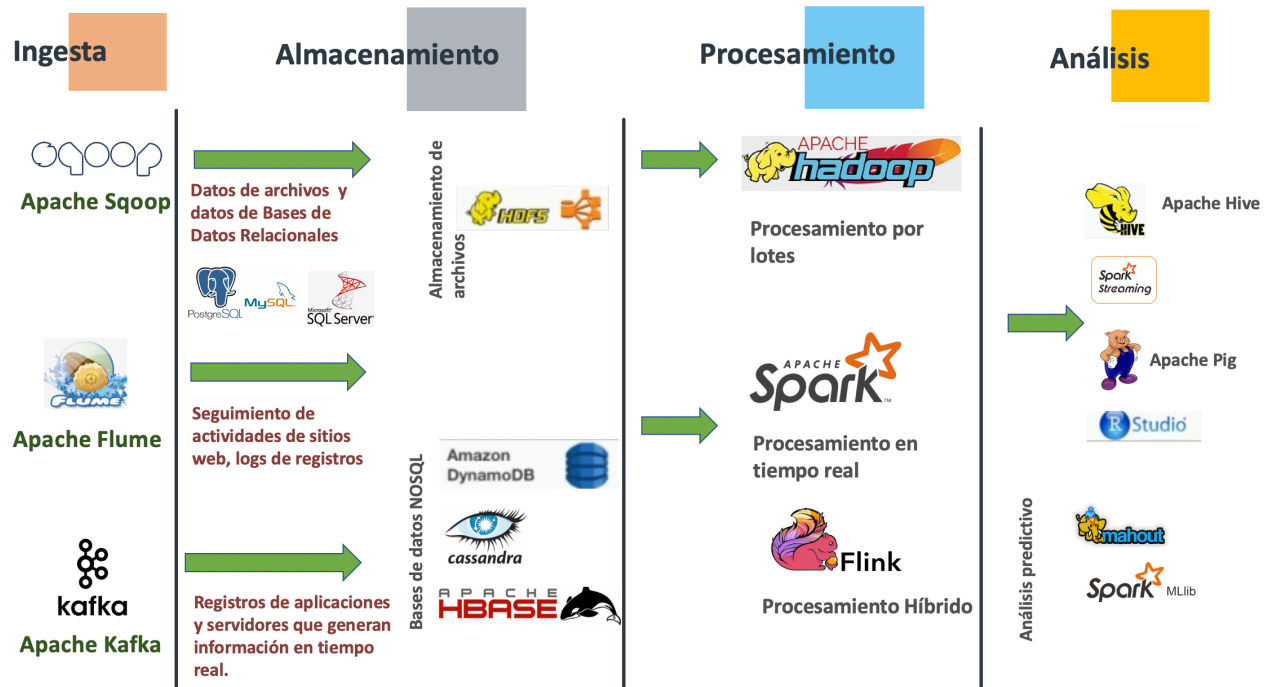 Ingesta
Almacenamiento
Procesamiento
Análisis
sqoop
Apache Sqoop
Datos de archivos y
datos de Bases de
Datos Relacionales
PostgreSQL
MySQL
Microsoft
SQL Server
FLUME
Apache Flume
Seguimiento de
actividades de sitios
web, logs de registros
kafka
Apache Kafka
Registros de aplicaciones
y servidores que generan
información en tiempo
real.
Almacenamiento de
archivos
HDFS
Bases de datos NOSQL
Amazon
DynamoDB
cassandra
APACHE
HBASE
APACHE
hadoop
Procesamiento por
lotes
APACHE
Spark
TM
Procesamiento en
tiempo real
Flink
Procesamiento Híbrido
HIVE
Apache Hive
Spark
Streaming
Apache Pig
R Studio
Análisis predictivo
mahout
Spark MLlib